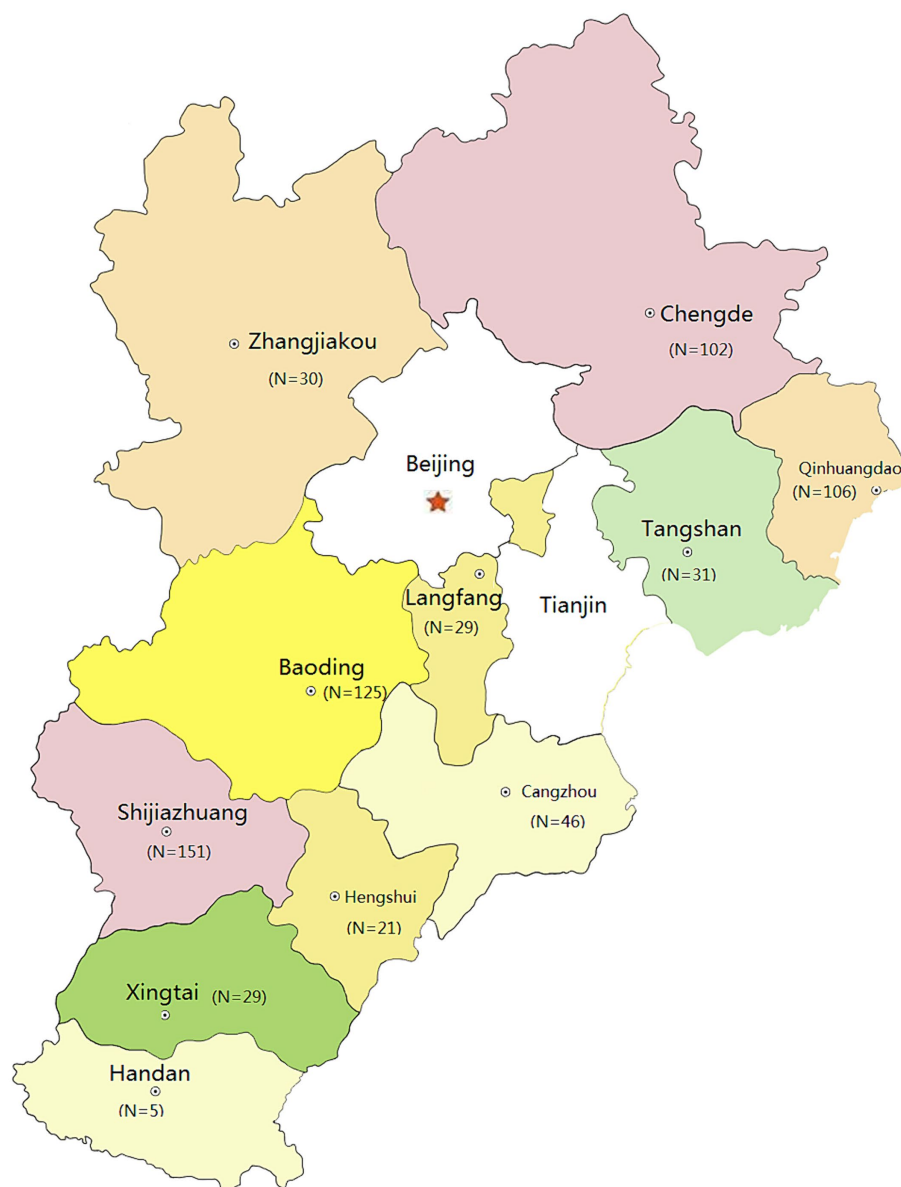 Chengde
(N=102)
Zhangjiakou
(N=30)
Beijing
Qinhuangdao
(N=106)
Tangshan
(N=31)
Langfang
(N=29)
Tianjin
Baoding
(N=125)
Cangzhou
(N=46)
Shijiazhuang
(N=151)
Hengshui
(N=21)
Xingtai (N=29)
Handan
(N=5)